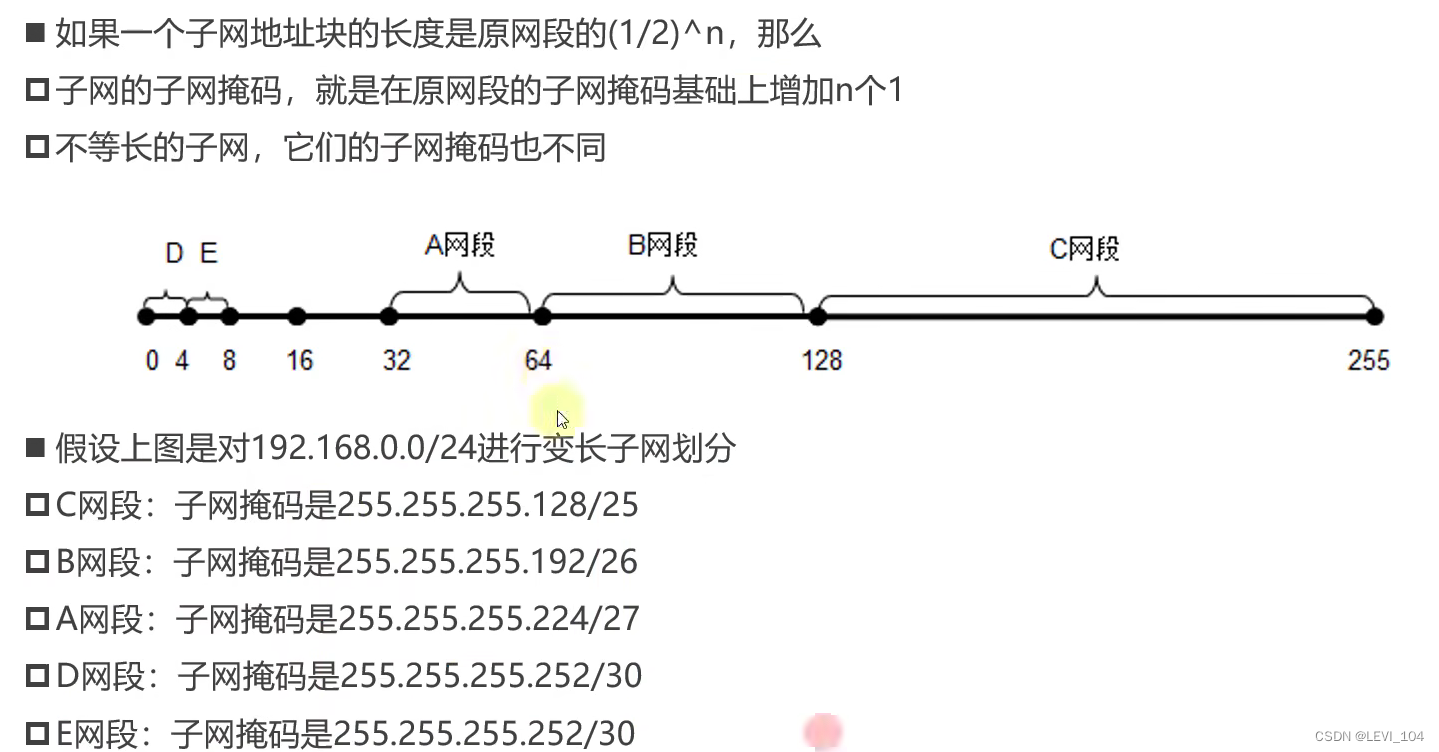 如果一个子网地址块的长度是原网段的(1/2)^n，那么
子网的子网掩码，就是在原网段的子网掩码基础上增加n个1
不等长的子网，它们的子网掩码也不同
D E A网段 B网段 C网段
0 4 8 16 32 64 128 255
假设上图是对192.168.0.0/24进行变长子网划分
C网段：子网掩码是255.255.255.128/25
B网段：子网掩码是255.255.255.192/26
A网段：子网掩码是255.255.255.224/27
D网段：子网掩码是255.255.255.252/30
E网段：子网掩码是255.255.255.252/30
CSDN @LEVI_104